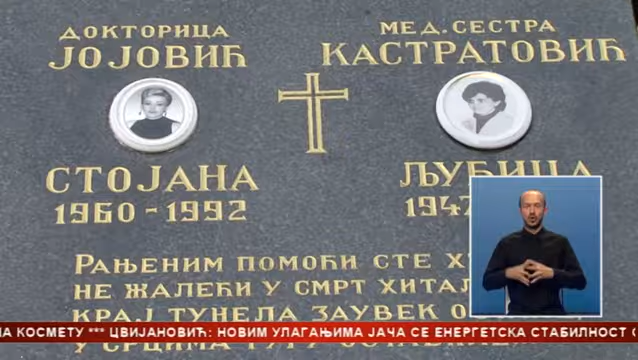 ДОКТОРИЦА
ЈОЈОВИЋ
МЕД. СЕСТРА
КАСТРАТОВИЋ
СТОЈАНА
1960 - 1992
ЉУБИЦА
РАЊЕНИМ ПОМОЋИ СТЕ
НЕ ЖАЛЕЋИ У СМРТ
КРАЈ ТУНЕЛА ЗАУВЕК
КОСМЕТУ *** ЦВИЈАНОВИЋ: НОВИМ УЛАГАЊИМА ЈАЧА СЕ ЕНЕРГЕТСКА СТАБИЛНОСТ
У СРЦИМА